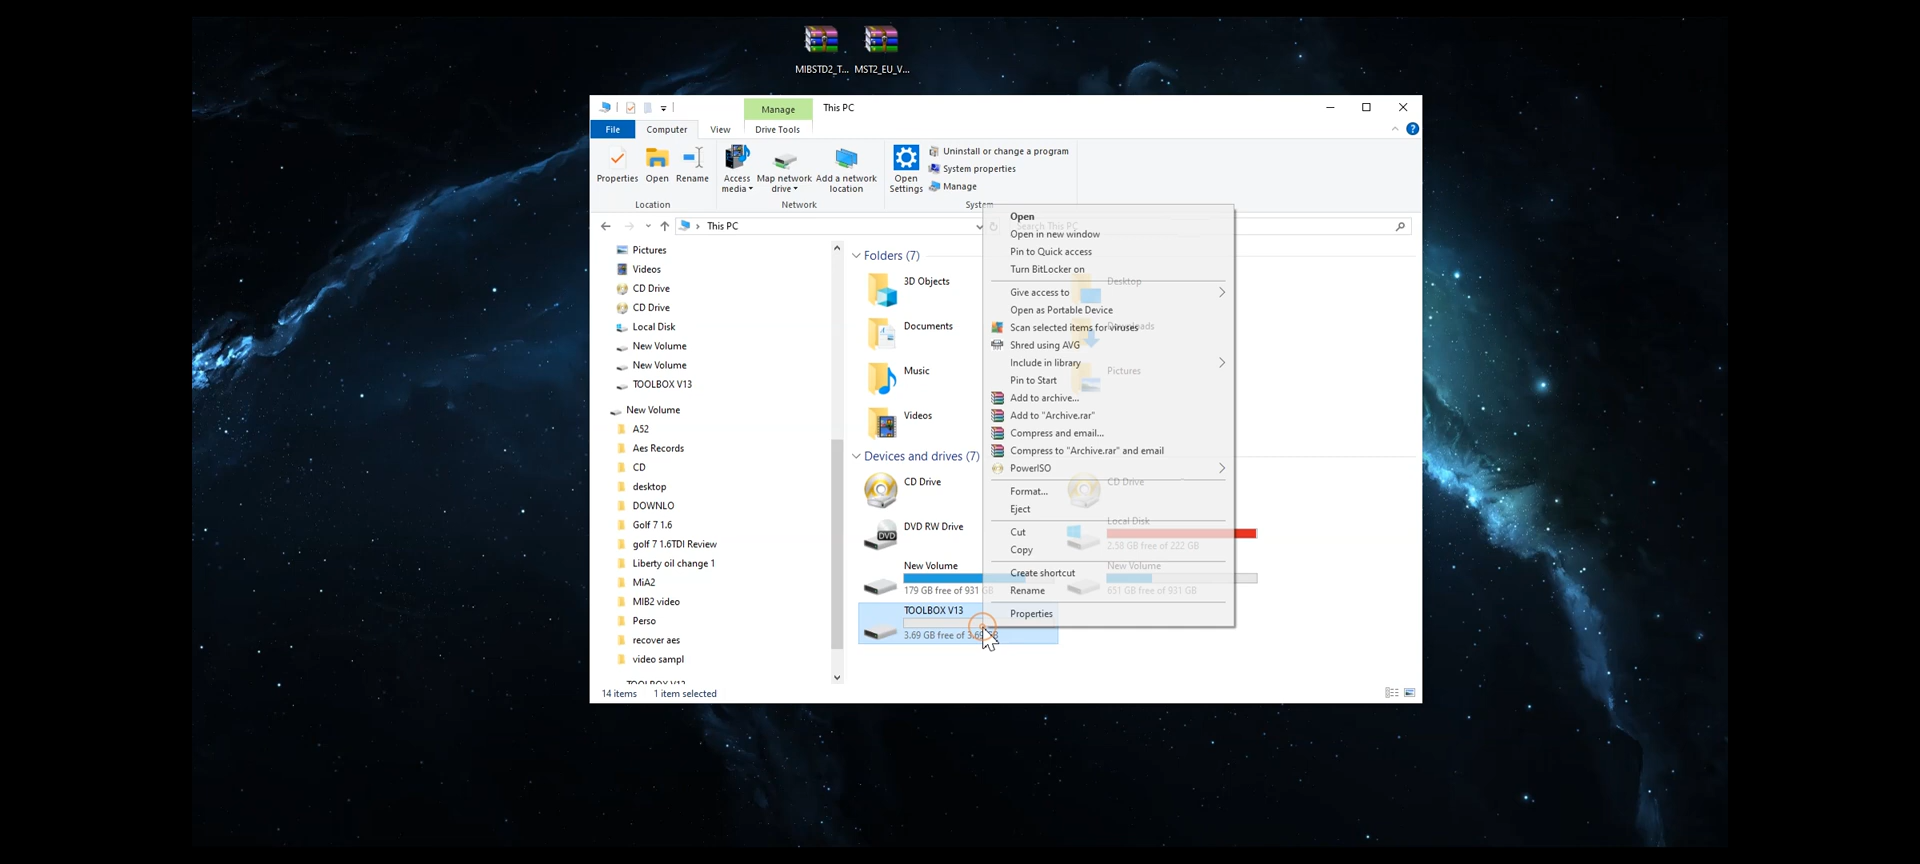 MIBSTD2_T... MST2_EU_V...
Manage This PC
File Computer View Drive Tools
Properties Open Rename
Access media Map network drive Add a network location
Open Settings
Uninstall or change a program
System properties
Manage
Location Network System
This PC Search This PC
Pictures
Videos
CD Drive
CD Drive
Local Disk
New Volume
New Volume
TOOLBOX V13
New Volume
A52
Aes Records
CD
desktop
DOWNLO
Golf 7 1.6
golf 7 1.6TDI Review
Liberty oil change 1
MiA2
MIB2 video
Perso
recover aes
video sampl
TOOLBOX V13
Folders (7)
3D Objects
Documents
Music
Videos
Desktop
Downloads
Pictures
Devices and drives (7)
CD Drive
DVD RW Drive
New Volume
179 GB free of 931 G
TOOLBOX V13
3.69 GB free of 3.69 GB
CD Drive
Local Disk
2.58 GB free of 222 GB
New Volume
651 GB free of 931 GB
Open
Open in new window
Pin to Quick access
Turn BitLocker on
Give access to
Open as Portable Device
Scan selected items for viruses
Shred using AVG
Include in library
Pin to Start
Add to archive...
Add to "Archive.rar"
Compress and email...
Compress to "Archive.rar" and email
PowerISO
Format...
Eject
Cut
Copy
Create shortcut
Rename
Properties
14 items 1 item selected